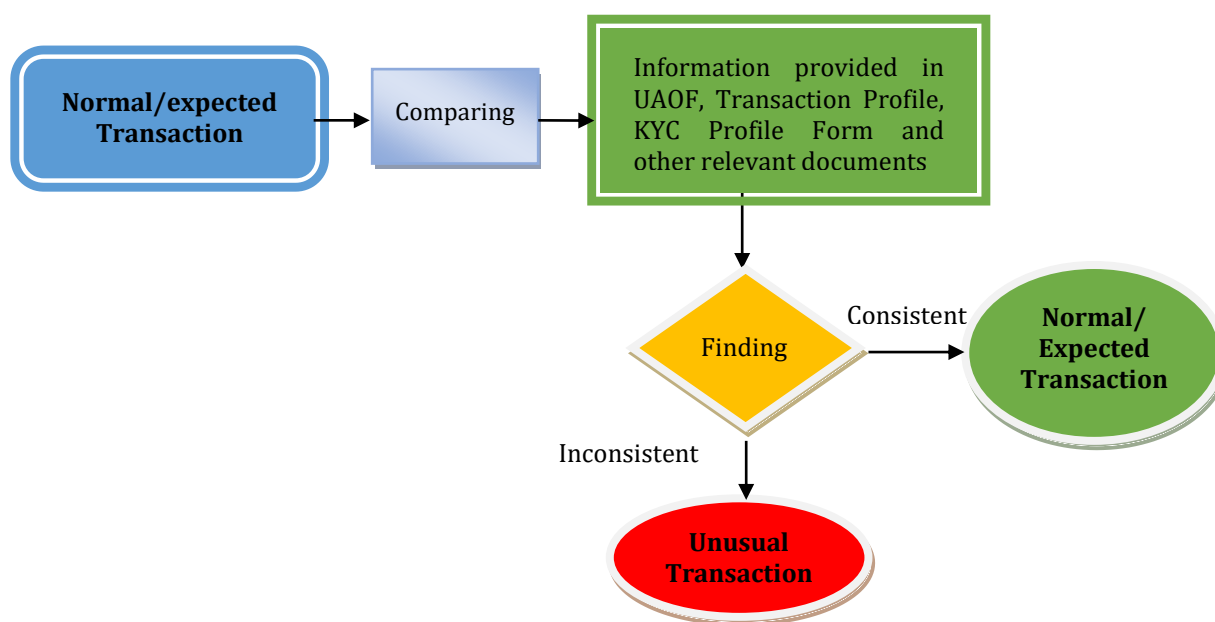 Normal/expected
Transaction
Comparing
Information provided in
UAOF, Transaction Profile,
KYC Profile Form and
other relevant documents
Finding
Consistent
Normal/
Expected
Transaction
Inconsistent
Unusual
Transaction